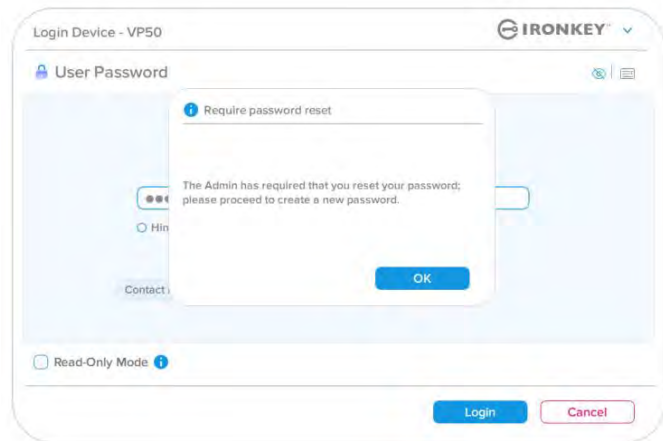 Login Device - VP50
IRONKEY™
User Password
Require password reset
The Admin has required that you reset your password;
please proceed to create a new password.
OK
Contact
Read-Only Mode
Login
Cancel